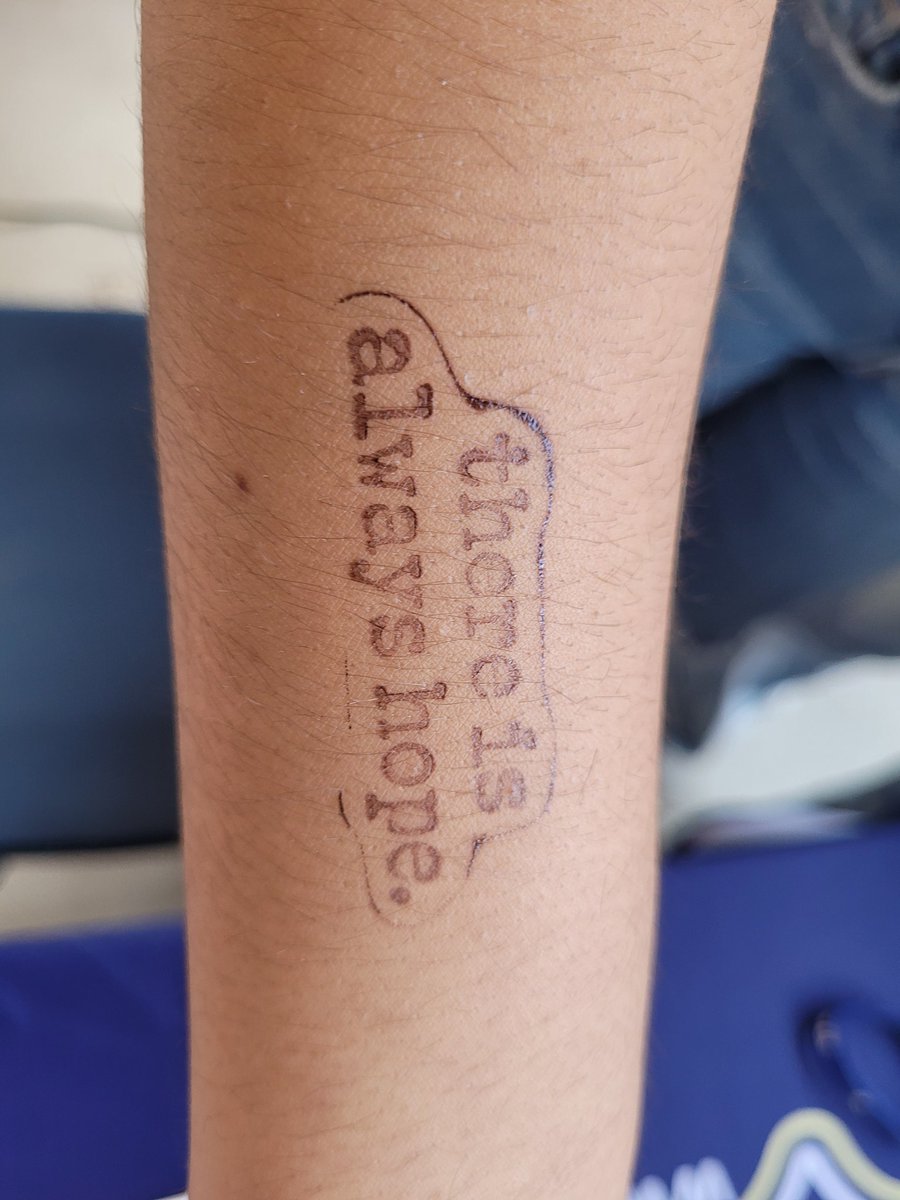 there is
always hope.